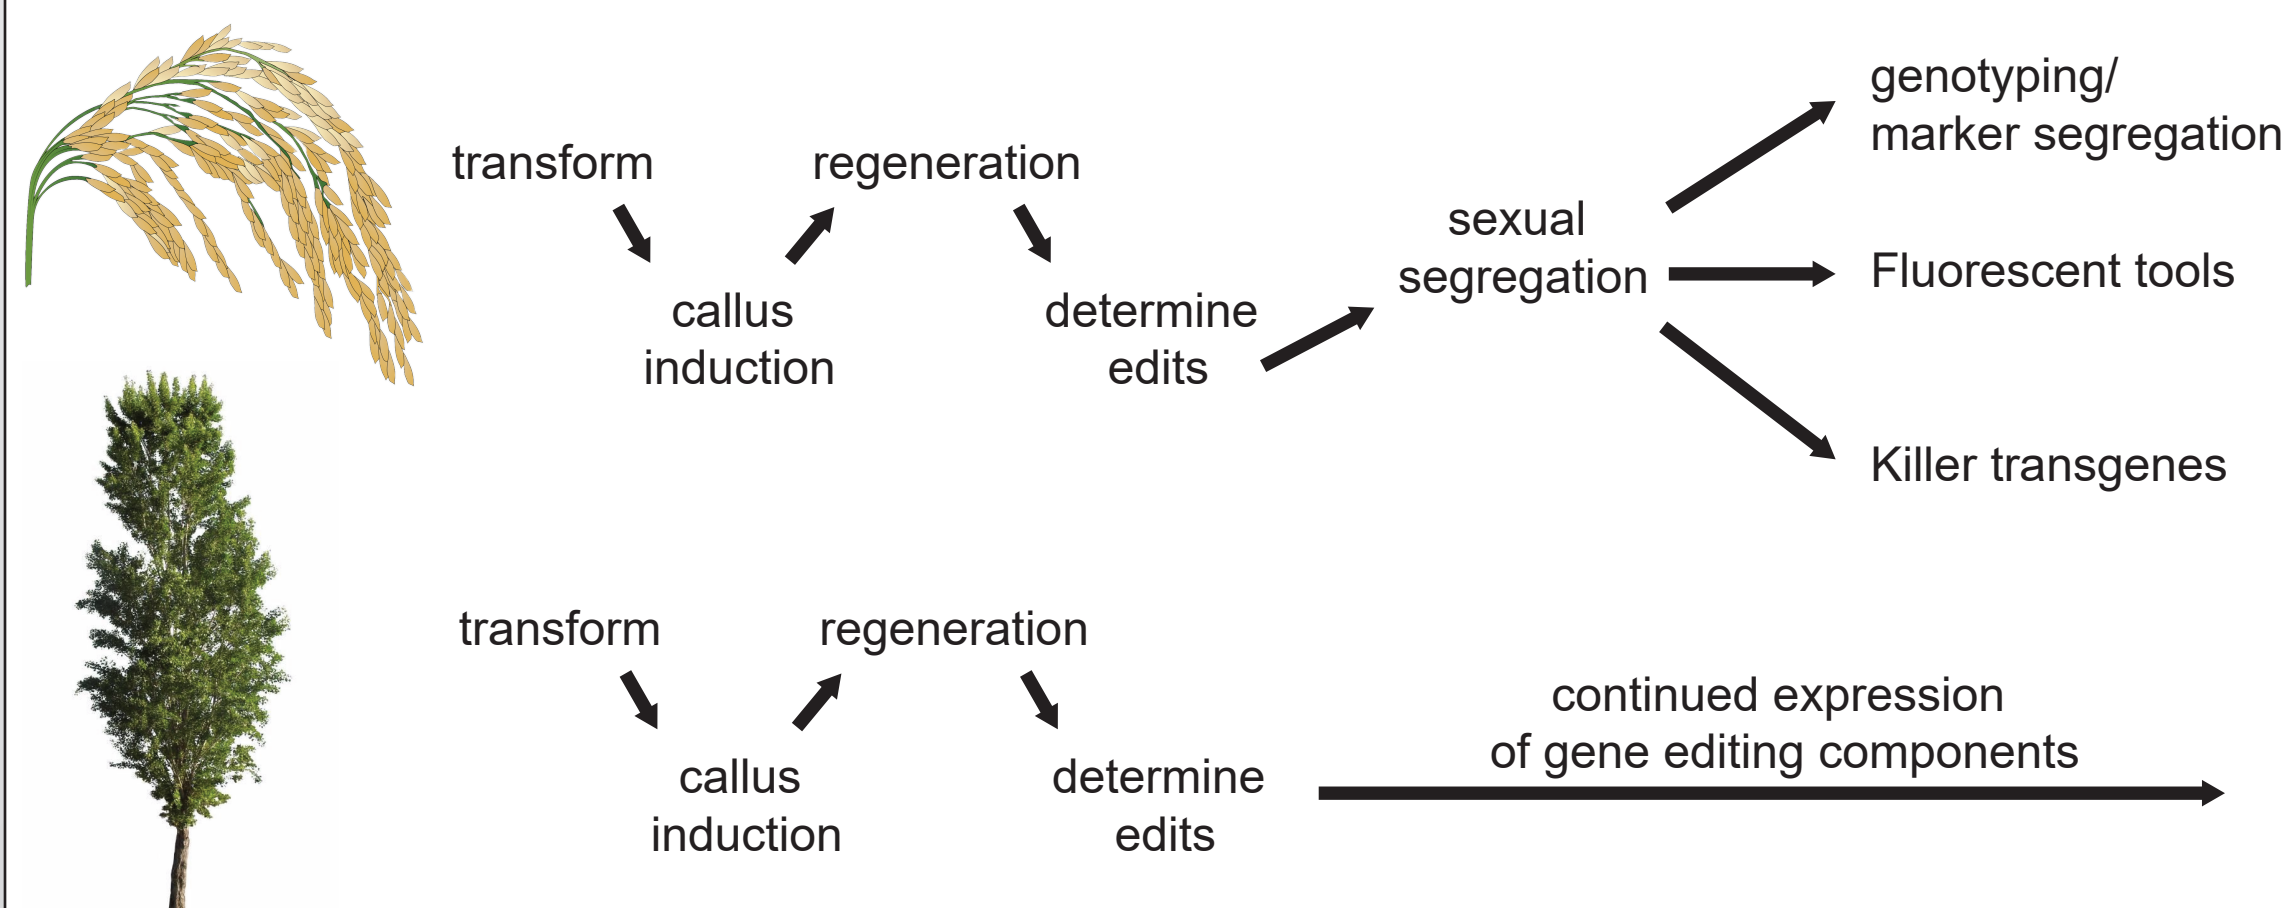 transform
callus
induction
regeneration
determine
edits
sexual
segregation
genotyping/
marker segregation
Fluorescent tools
Killer transgenes
transform
callus
induction
regeneration
determine
edits
continued expression
of gene editing components